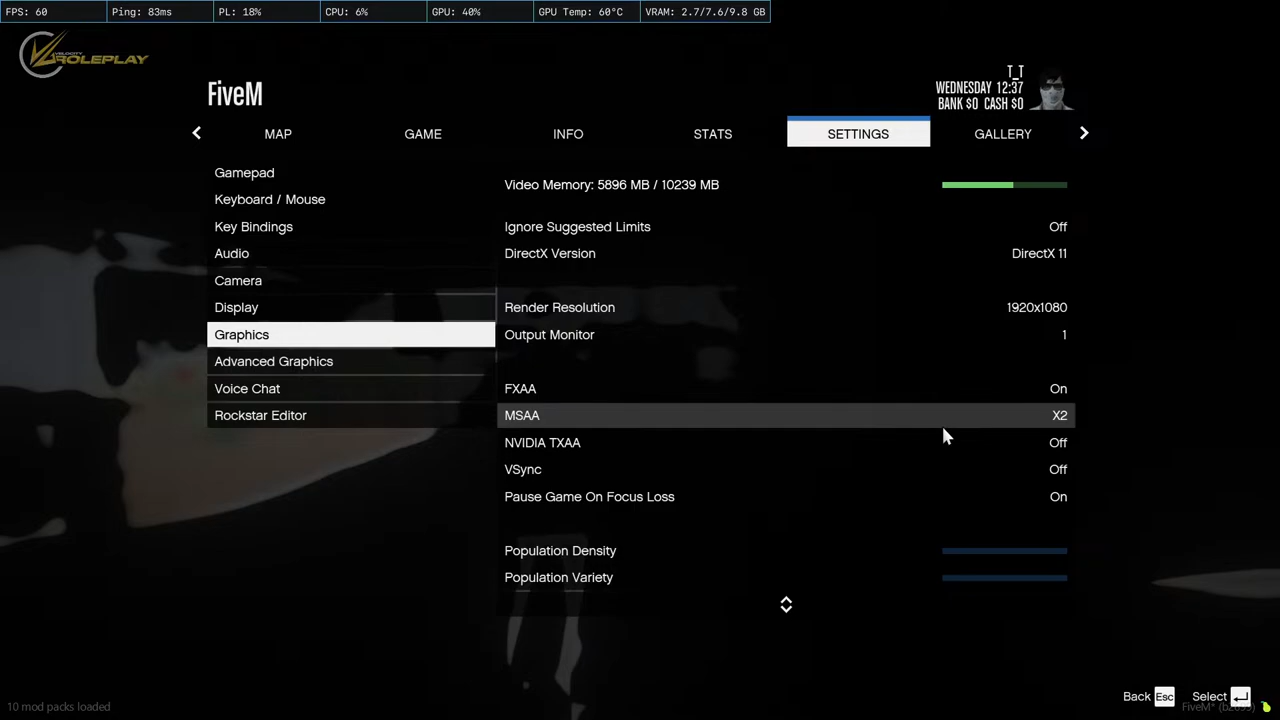 FPS: 60 Ping: 83ms PL: 18% CPU: 6% GPU: 40% GPU Temp: 60°C VRAM: 2.7/7.6/9.8 GB
VELOCITY
ROLEPLAY
FiveM
T_T
WEDNESDAY 12:37
BANK $0 CASH $0
MAP GAME INFO STATS SETTINGS GALLERY
Gamepad
Keyboard / Mouse
Key Bindings
Audio
Camera
Display
Graphics
Advanced Graphics
Voice Chat
Rockstar Editor
Video Memory: 5896 MB / 10239 MB
Ignore Suggested Limits Off
DirectX Version DirectX 11
Render Resolution 1920x1080
Output Monitor 1
FXAA On
MSAA X2
NVIDIA TXAA Off
VSync Off
Pause Game On Focus Loss On
Population Density
Population Variety
Back Esc Select
10 mod packs loaded
FiveM*